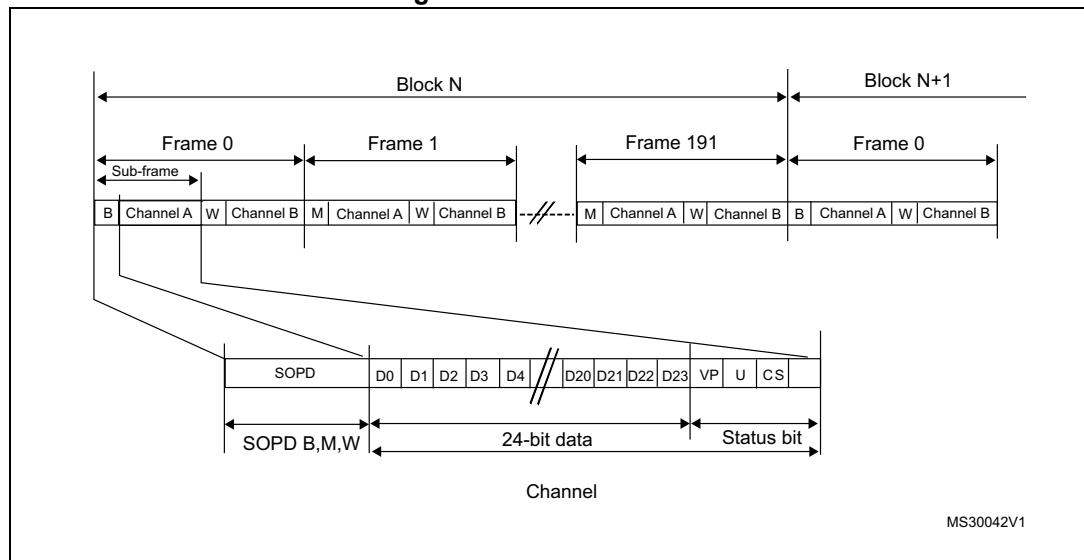 Block N Block N+1
Frame 0 Frame 1 Frame 191 Frame 0
Sub-frame
B Channel A W Channel B M Channel A W Channel B M Channel A W Channel B B Channel A W Channel B
SOPD D0 D1 D2 D3 D4 D20 D21 D22 D23 VP U CS
SOPD B,M,W 24-bit data Status bit
Channel
MS30042V1